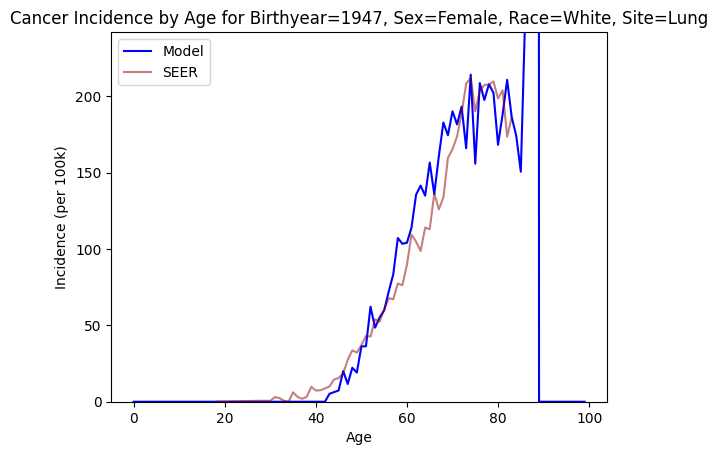 Cancer Incidence by Age for Birthyear=1947, Sex=Female, Race=White, Site=Lung
Model
SEER
Incidence (per 100k)
200
150
100
50
0
0 20 40 60 80 100
Age